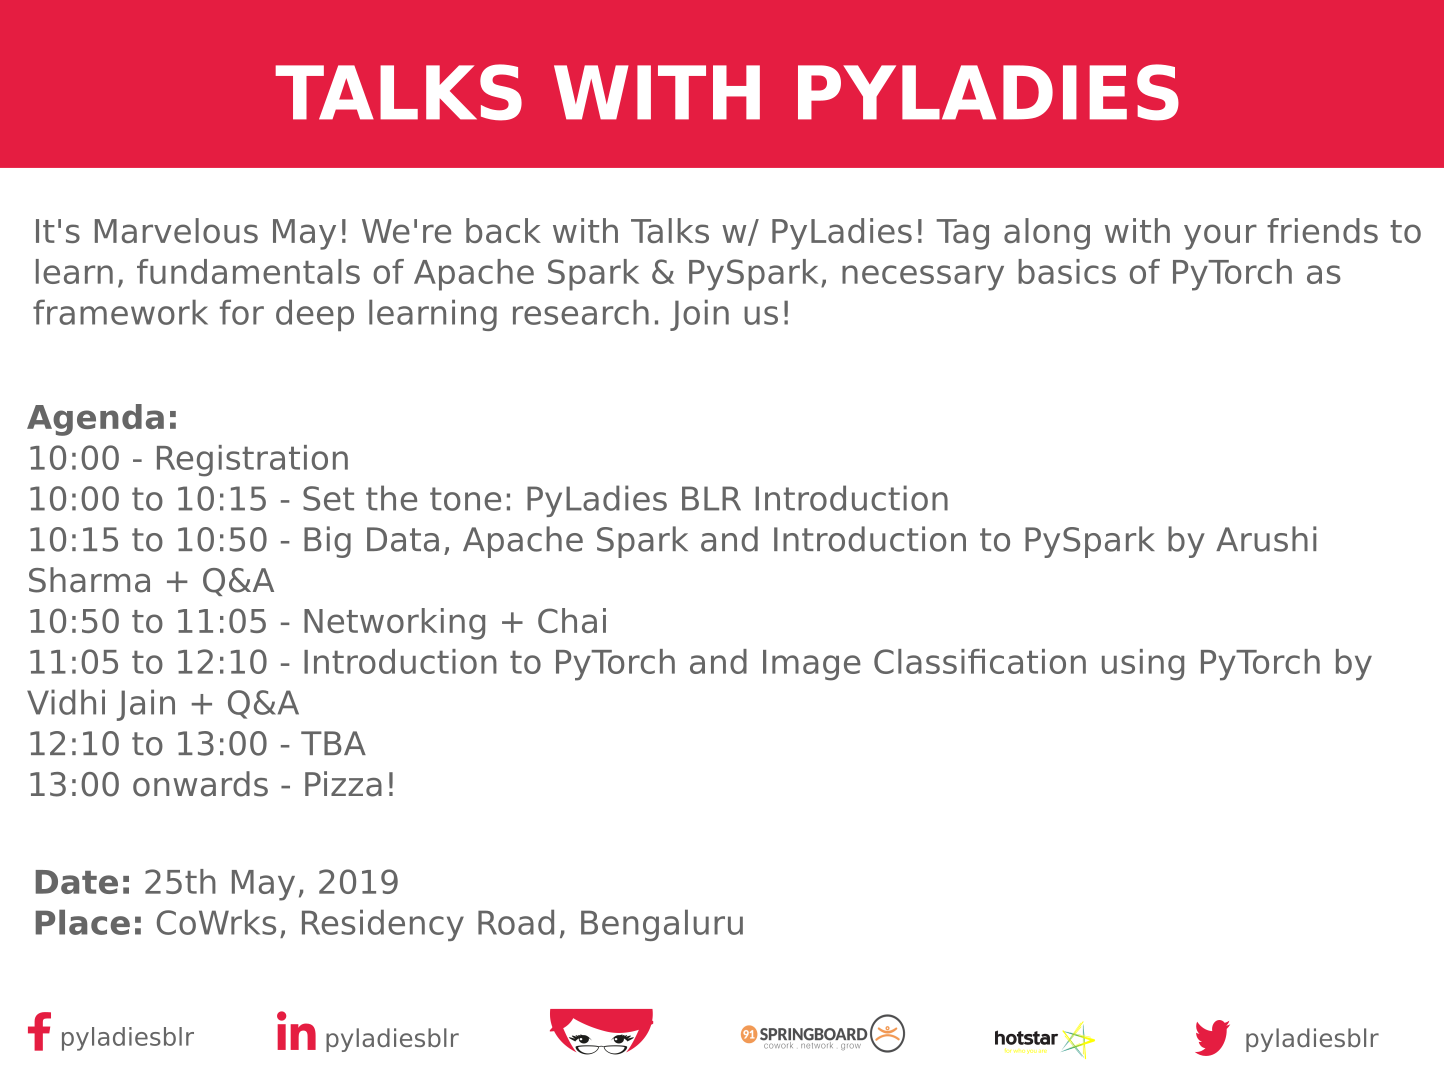 TALKS WITH PYLADIES
It's Marvelous May! We're back with Talks w/ PyLadies! Tag along with your friends to
learn, fundamentals of Apache Spark & PySpark, necessary basics of PyTorch as
framework for deep learning research. Join us!
Agenda:
10:00 - Registration
10:00 to 10:15 - Set the tone: PyLadies BLR Introduction
10:15 to 10:50 - Big Data, Apache Spark and Introduction to PySpark by Arushi
Sharma + Q&A
10:50 to 11:05 - Networking + Chai
11:05 to 12:10 - Introduction to PyTorch and Image Classification using PyTorch by
Vidhi Jain + Q&A
12:10 to 13:00 - TBA
13:00 onwards - Pizza!
Date: 25th May, 2019
Place: CoWrks, Residency Road, Bengaluru
f pyladiesblr
in pyladiesblr
91 SPRINGBOARD
cowork . network . grow
hotstar
pyladiesblr